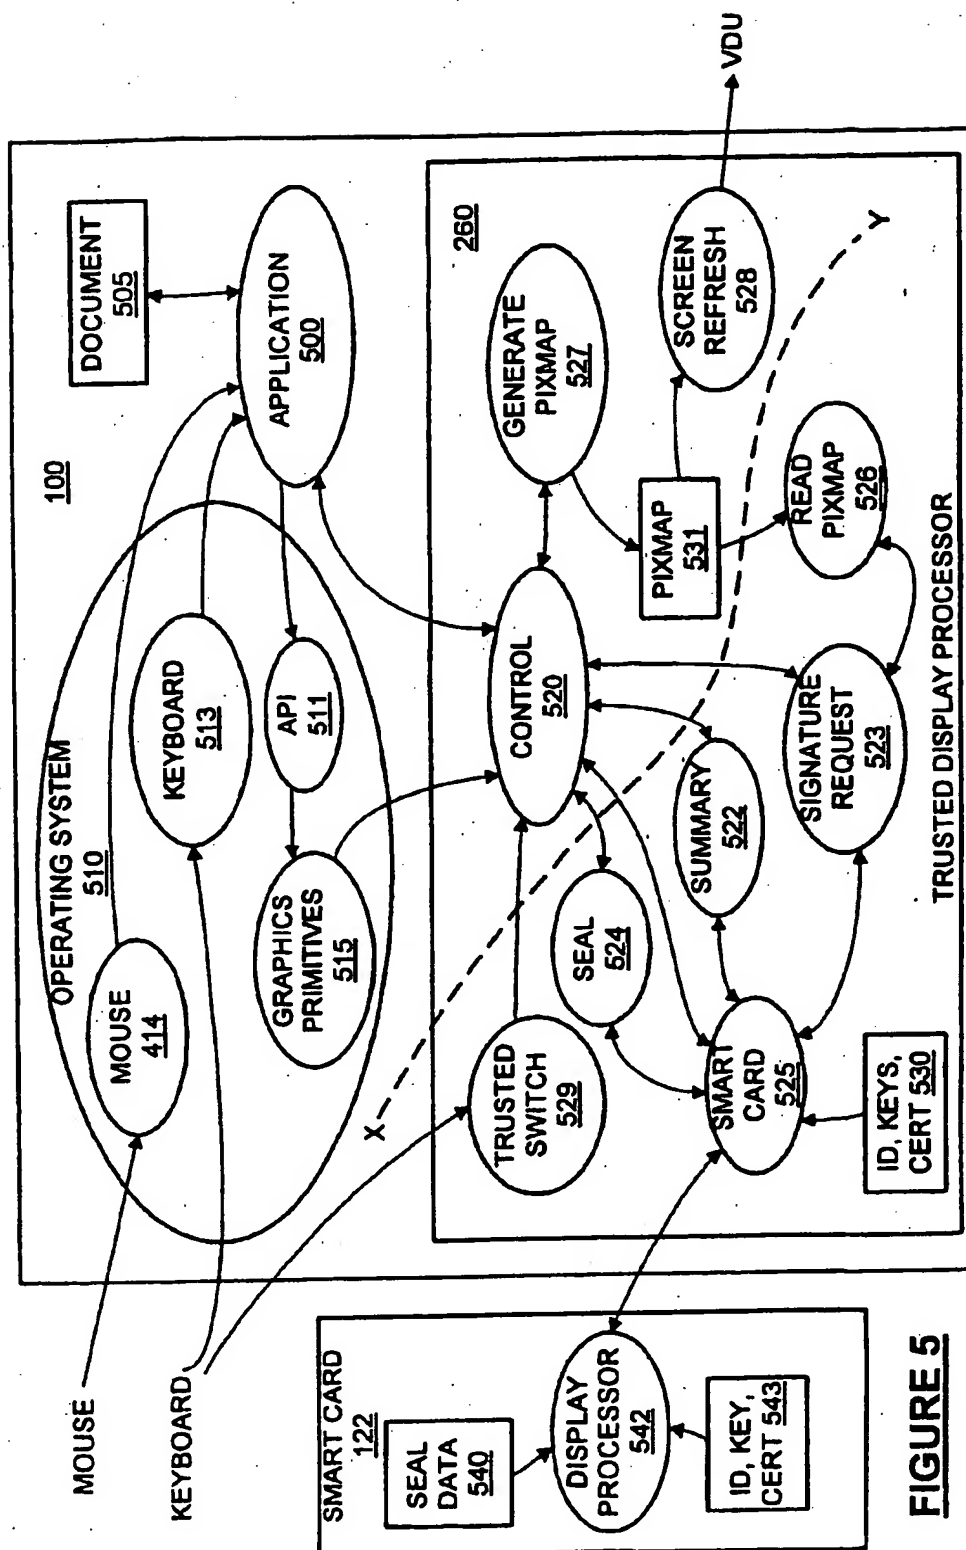 100
OPERATING SYSTEM
510
MOUSE
414
KEYBOARD
513
API
511
GRAPHICS
PRIMITIVES
515
DOCUMENT
505
APPLICATION
500
MOUSE
KEYBOARD
X
Y
260
TRUSTED
SWITCH
529
CONTROL
520
GENERATE
PIXMAP
527
PIXMAP
531
SCREEN
REFRESH
528
VDU
SEAL
524
SUMMARY
522
SIGNATURE
REQUEST
523
READ
PIXMAP
526
SMART
CARD
525
ID, KEYS,
CERT 530
TRUSTED DISPLAY PROCESSOR
SMART CARD
122
SEAL
DATA
540
DISPLAY
PROCESSOR
542
ID, KEY,
CERT 543
FIGURE 5